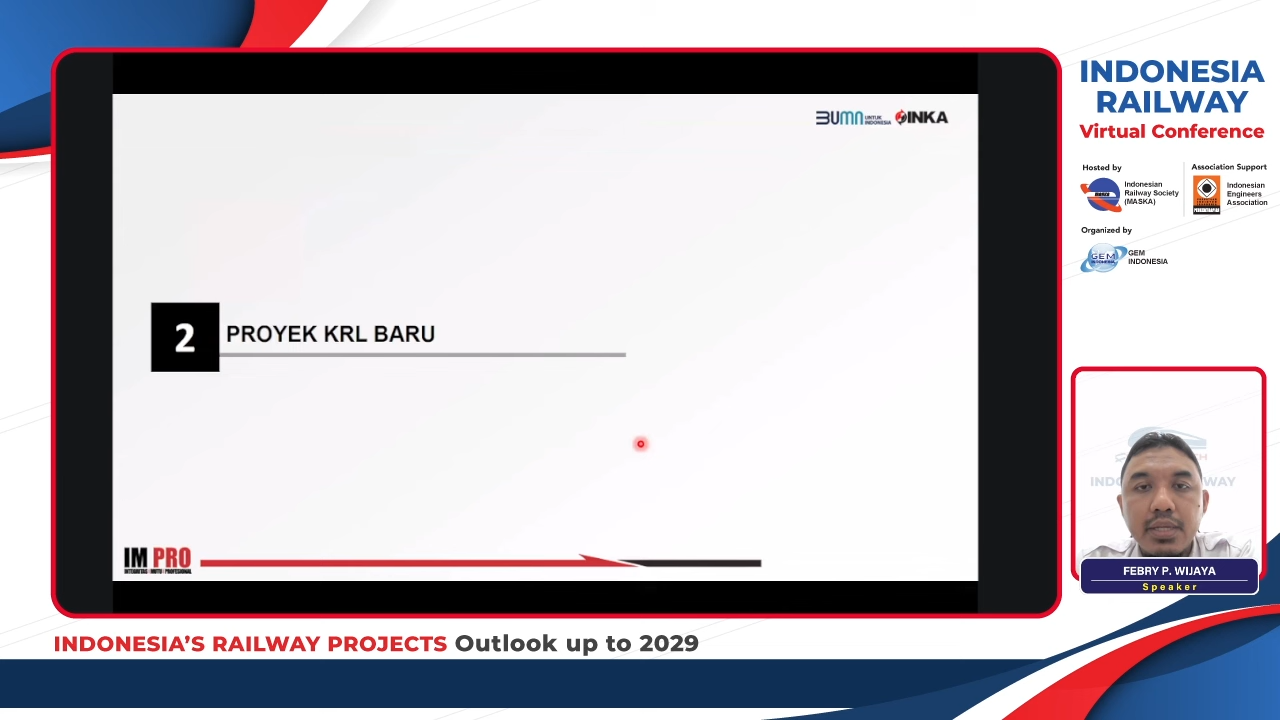 INDONESIA
RAILWAY
Virtual Conference
Hosted by
Indonesian
Railway Society
(MASKA)
Association Support
Indonesian
Engineers
Association
Organized by
GEM
GEM
INDONESIA
BUMN UNTUK
INDONESIA
INKA
2
PROYEK KRL BARU
IM PRO
FEBRY P. WIJAYA
Speaker
INDONESIA'S RAILWAY PROJECTS Outlook up to 2029